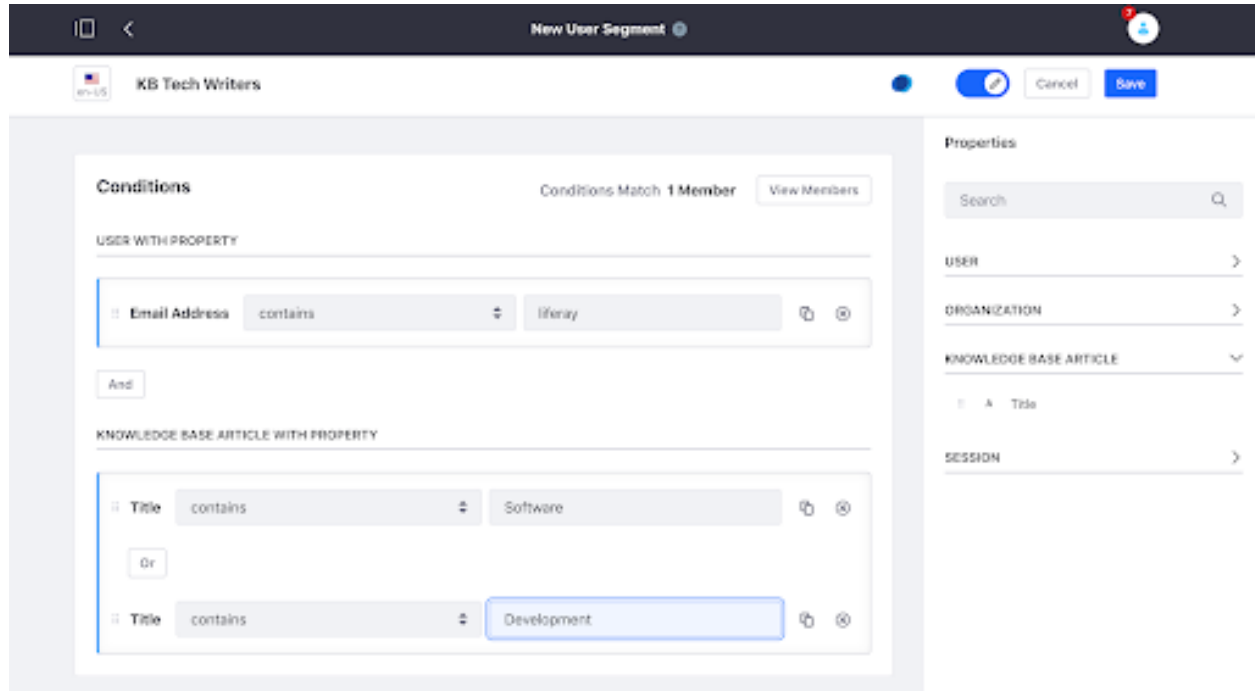 New User Segment
7
en-US
KB Tech Writers
Cancel
Save
Conditions
Conditions Match 1 Member
View Members
USER WITH PROPERTY
Email Address
contains
liferay
And
KNOWLEDGE BASE ARTICLE WITH PROPERTY
Title
contains
Software
Or
Title
contains
Development
Properties
Search
USER
ORGANIZATION
KNOWLEDGE BASE ARTICLE
A Title
SESSION